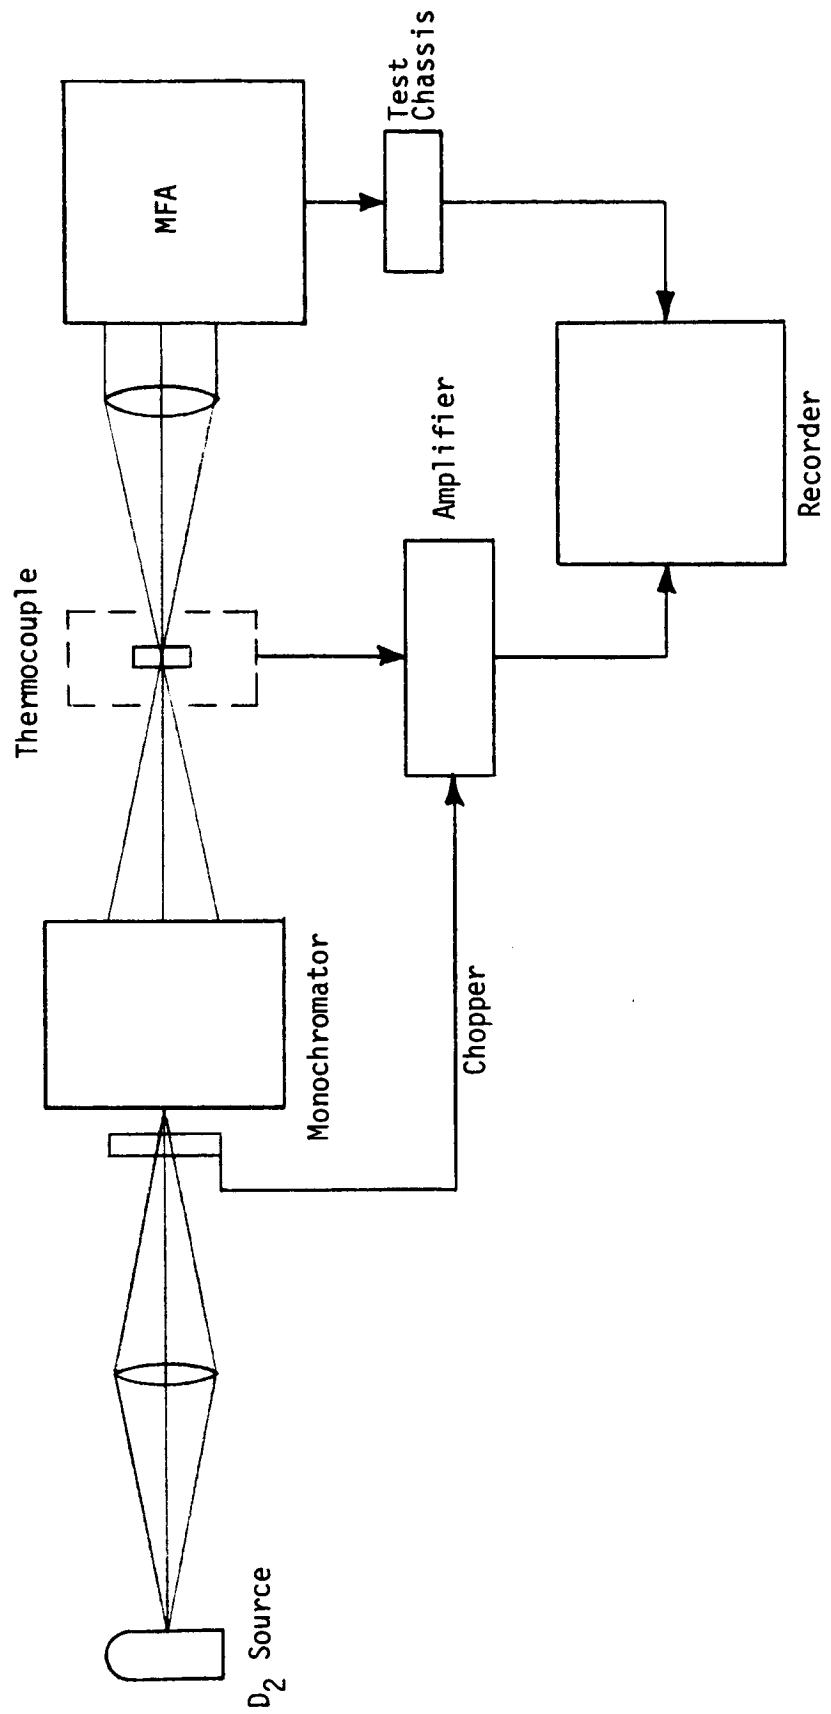 D₂ Source
Monochromator
Chopper
Thermocouple
Amplifier
MFA
Test
Chassis
Recorder